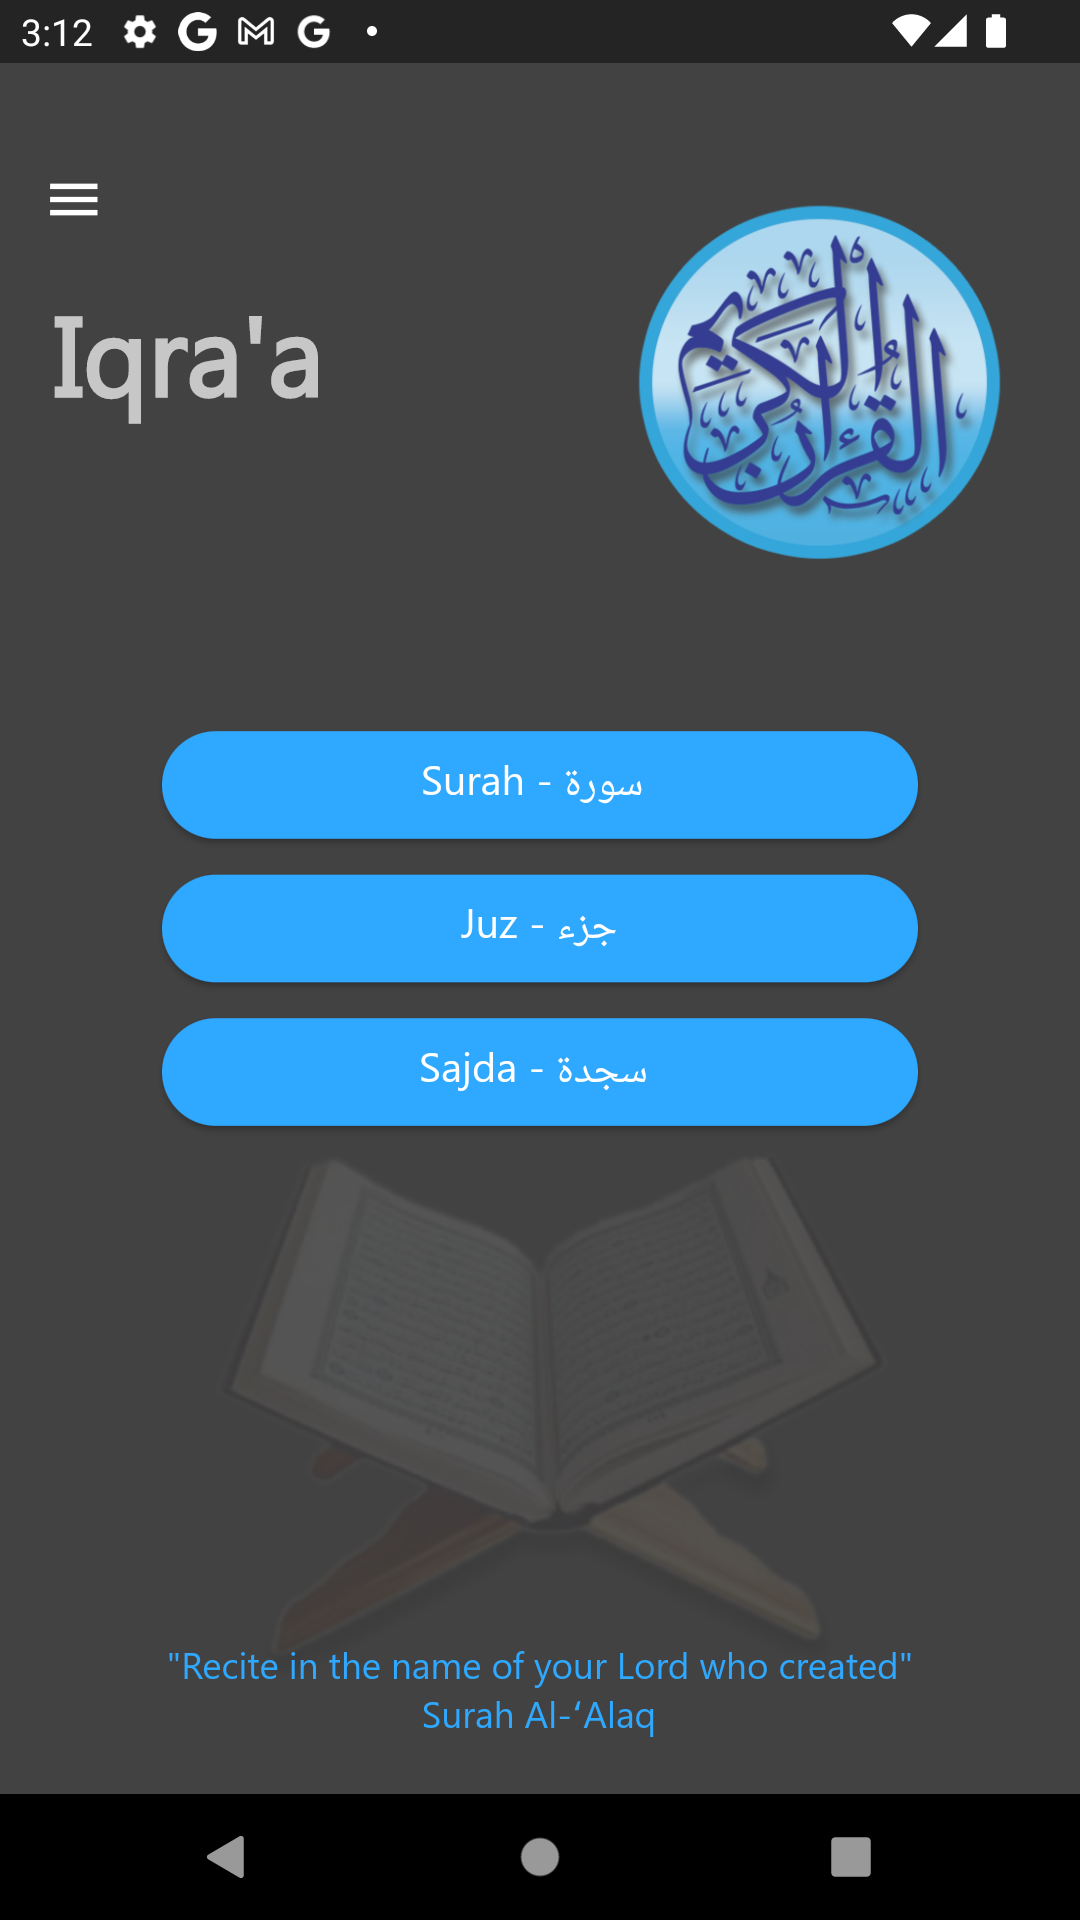 3:12
Iqra'a
القرآن الكريم
Surah - سورة
Juz - جزء
Sajda - سجدة
"Recite in the name of your Lord who created"
Surah Al-‘Alaq